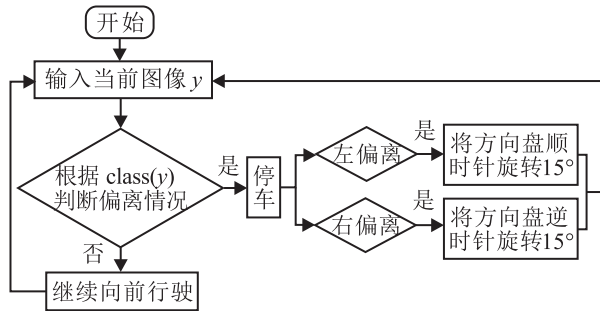 开始
输入当前图像 y
根据 class(y)
判断偏离情况
是
停
车
左偏离
是
将方向盘顺
时针旋转15°
右偏离
是
将方向盘逆
时针旋转15°
否
继续向前行驶